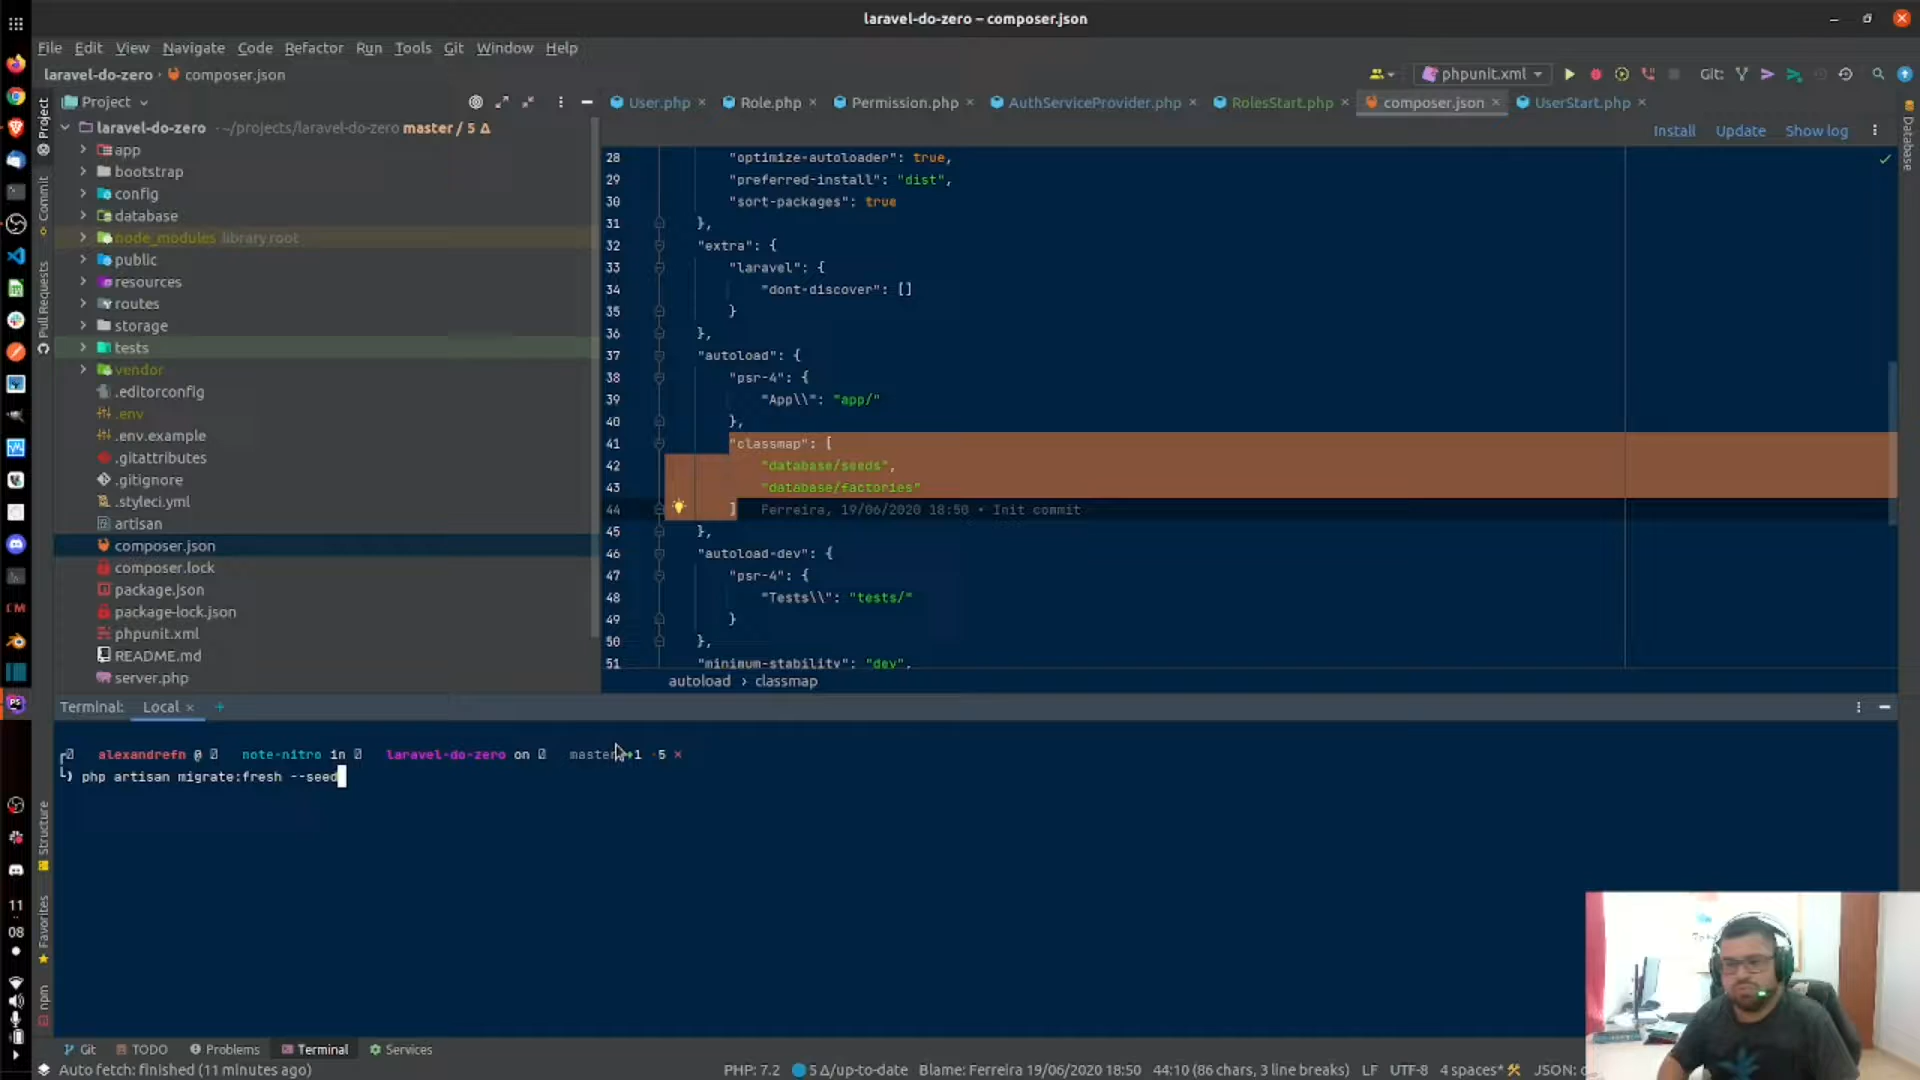 laravel-do-zero – composer.json
File Edit View Navigate Code Refactor Run Tools Git Window Help
laravel-do-zero › composer.json
phpunit.xml
Git:
Project
User.php × Role.php × Permission.php × AuthServiceProvider.php × RolesStart.php × composer.json × UserStart.php ×
laravel-do-zero ~/projects/laravel-do-zero master / 5 Δ
Install Update Show log
app
bootstrap
config
database
node_modules library root
public
resources
routes
storage
tests
vendor
.editorconfig
.env
.env.example
.gitattributes
.gitignore
.styleci.yml
artisan
composer.json
composer.lock
package.json
package-lock.json
phpunit.xml
README.md
server.php
Project
Commit
Pull Requests
Structure
Favorites
npm
Database
28 "optimize-autoloader": true,
29 "preferred-install": "dist",
30 "sort-packages": true
31 },
32 "extra": {
33 "laravel": {
34 "dont-discover": []
35 }
36 },
37 "autoload": {
38 "psr-4": {
39 "App\\": "app/"
40 },
41 "classmap": [
42 "database/seeds",
43 "database/factories"
44 ] Ferreira, 19/06/2020 18:50 • Init commit
45 },
46 "autoload-dev": {
47 "psr-4": {
48 "Tests\\": "tests/"
49 }
50 },
51 "minimum-stability": "dev",
autoload › classmap
Terminal: Local × +
alexandrefn @ note-nitro in laravel-do-zero on master 1 5 ×
php artisan migrate:fresh --seed
11
08
Git TODO Problems Terminal Services
Auto fetch: finished (11 minutes ago)
PHP: 7.2 5 Δ/up-to-date Blame: Ferreira 19/06/2020 18:50 44:10 (86 chars, 3 line breaks) LF UTF-8 4 spaces* JSON: